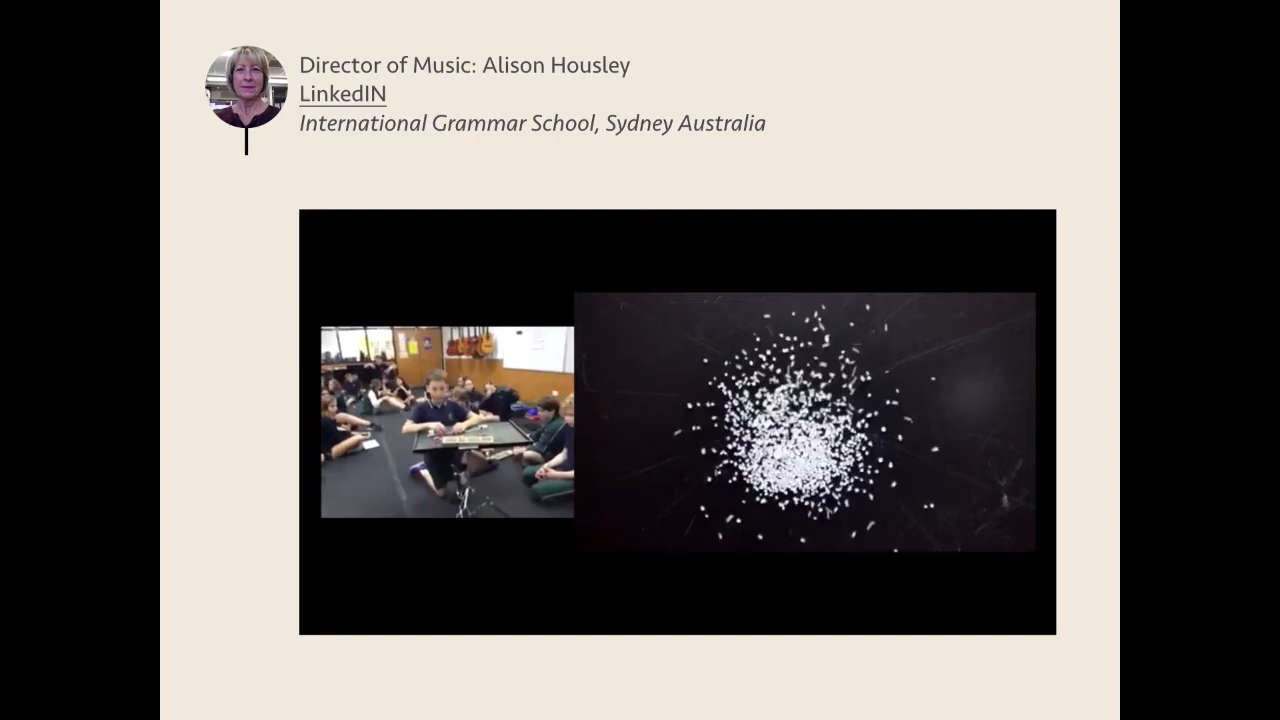 Director of Music: Alison Housley
LinkedIN
International Grammar School, Sydney Australia